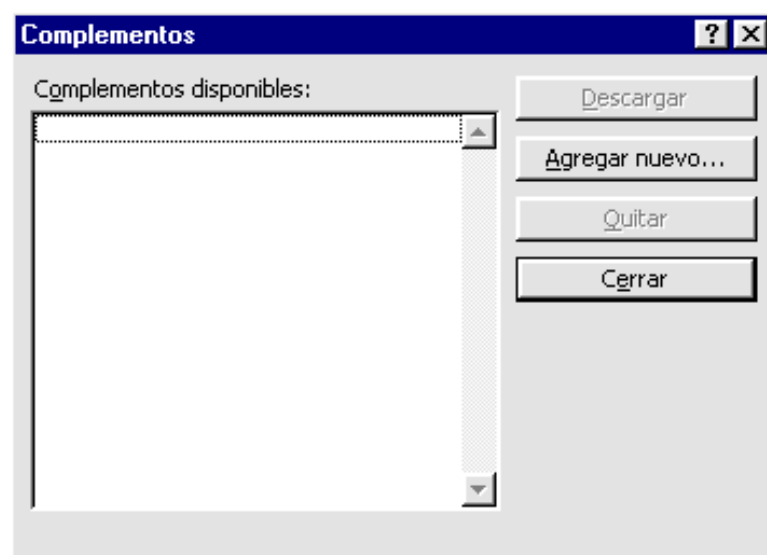 Complementos
Complementos disponibles:
Descargar
Agregar nuevo...
Quitar
Cerrar